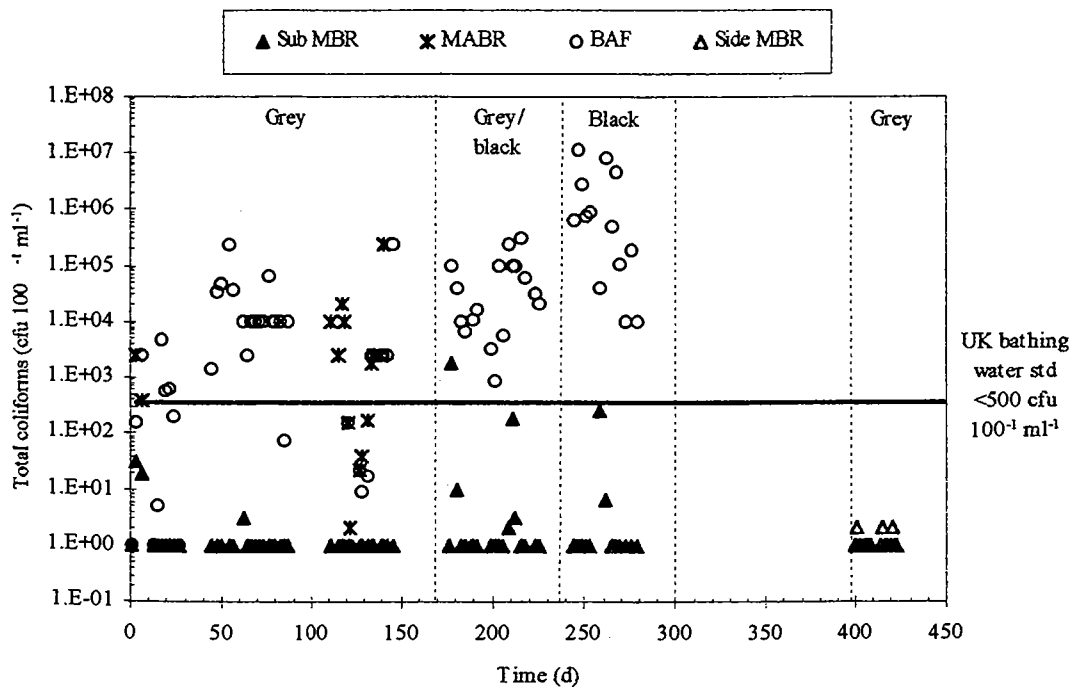 Sub MBR MABR BAF Side MBR
1.E+08
1.E+07
1.E+06
1.E+05
1.E+04
1.E+03
1.E+02
1.E+01
1.E+00
1.E-01
Total coliforms (cfu 100 ⁻¹ ml⁻¹)
Grey
Grey/
black
Black
Grey
UK bathing
water std
<500 cfu
100⁻¹ ml⁻¹
0 50 100 150 200 250 300 350 400 450
Time (d)